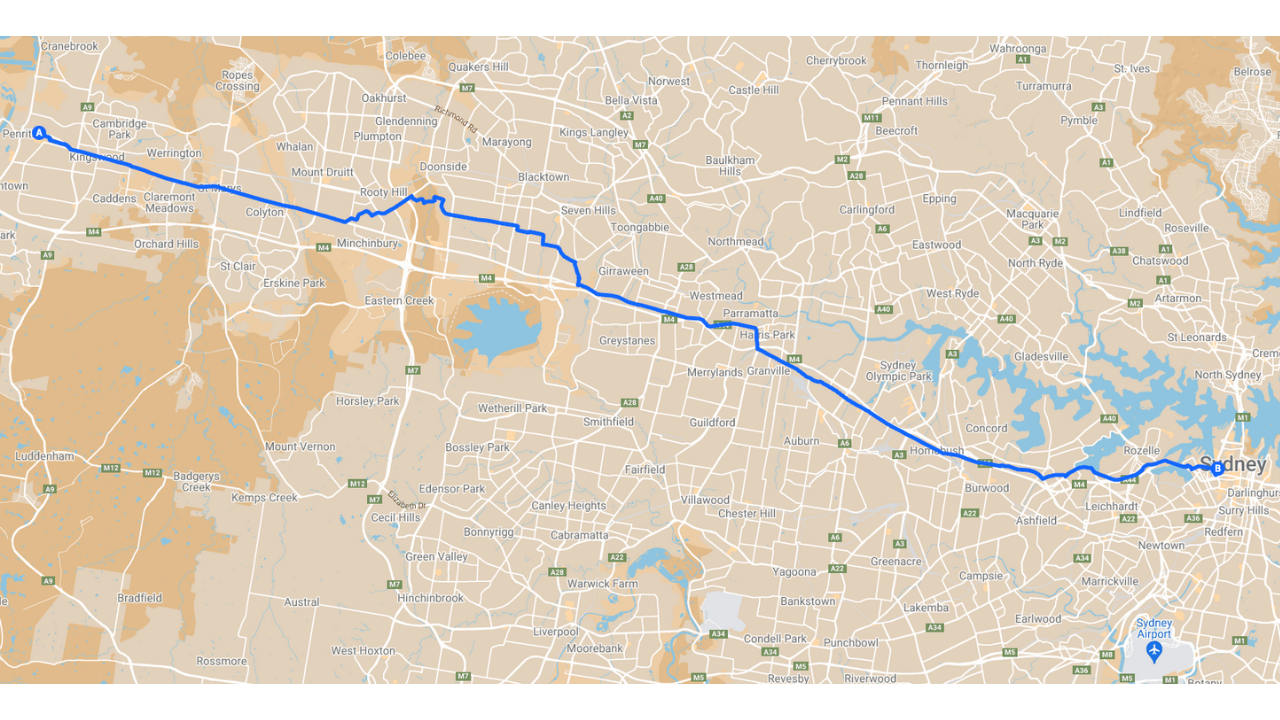 Cranebrook
Colebee
Quakers Hill
Cherrybrook
Wahroonga
A1
Thornleigh
St. Ives
Belrose
Ropes
Crossing
M7
Norwest
Castle Hill
Turramurra
Oakhurst
Bella Vista
Pennant Hills
A9
Richmond Rd
A2
M11
A3
Pymble
Penrit
A
Cambridge
Park
Glendenning
Plumpton
Marayong
Kings Langley
Beecroft
Kingswood
Werrington
Whalan
M7
M2
A28
A1
Baulkham
Hills
Mount Druitt
Doonside
Blacktown
ntown
St Marys
Rooty Hill
A40
Caddens
Claremont
Meadows
Colyton
Seven Hills
Carlingford
Epping
Macquarie
Park
Lindfield
Toongabbie
Roseville
ark
M4
Orchard Hills
M4
Minchinbury
Northmead
A6
A3
M2
Eastwood
A38
A1
A9
St Clair
Girraween
A28
North Ryde
Chatswood
Erskine Park
M4
A1
Eastern Creek
Westmead
West Ryde
M2
Artarmon
Parramatta
A40
M4
A40
Harris Park
St Leonards
Greystanes
A3
Gladesville
Crem
M4
Sydney
Olympic Park
M7
Merrylands
Granville
North Sydney
Horsley Park
A28
Wetherill Park
Smithfield
Guildford
A40
M1
Concord
Auburn
A6
Mount Vernon
Bossley Park
A3
Homebush
Rozelle
Luddenham
M12
M12
Fairfield
Sydney
B
Badgerys
Creek
M12
M4
A44
A9
Kemps Creek
M7
Edensor Park
Burwood
Darlinghurs
Elizabeth Dr
Canley Heights
Villawood
Leichhardt
Cecil Hills
Chester Hill
A22
Ashfield
A22
A36
Surry Hills
Bonnyrigg
Cabramatta
A6
A3
Redfern
Newtown
Green Valley
A22
A34
Greenacre
A28
Yagoona
A22
Campsie
A9
M7
Warwick Farm
Marrickville
Bradfield
Austral
Hinchinbrook
Bankstown
Lakemba
Earlwood
Sydney
Airport
Liverpool
A34
A34
Condell Park
Punchbowl
M1
West Hoxton
Moorebank
A34
M5
M8
Rossmore
M5
A36
M7
M5
Revesby
Riverwood
M5
M1
Botany